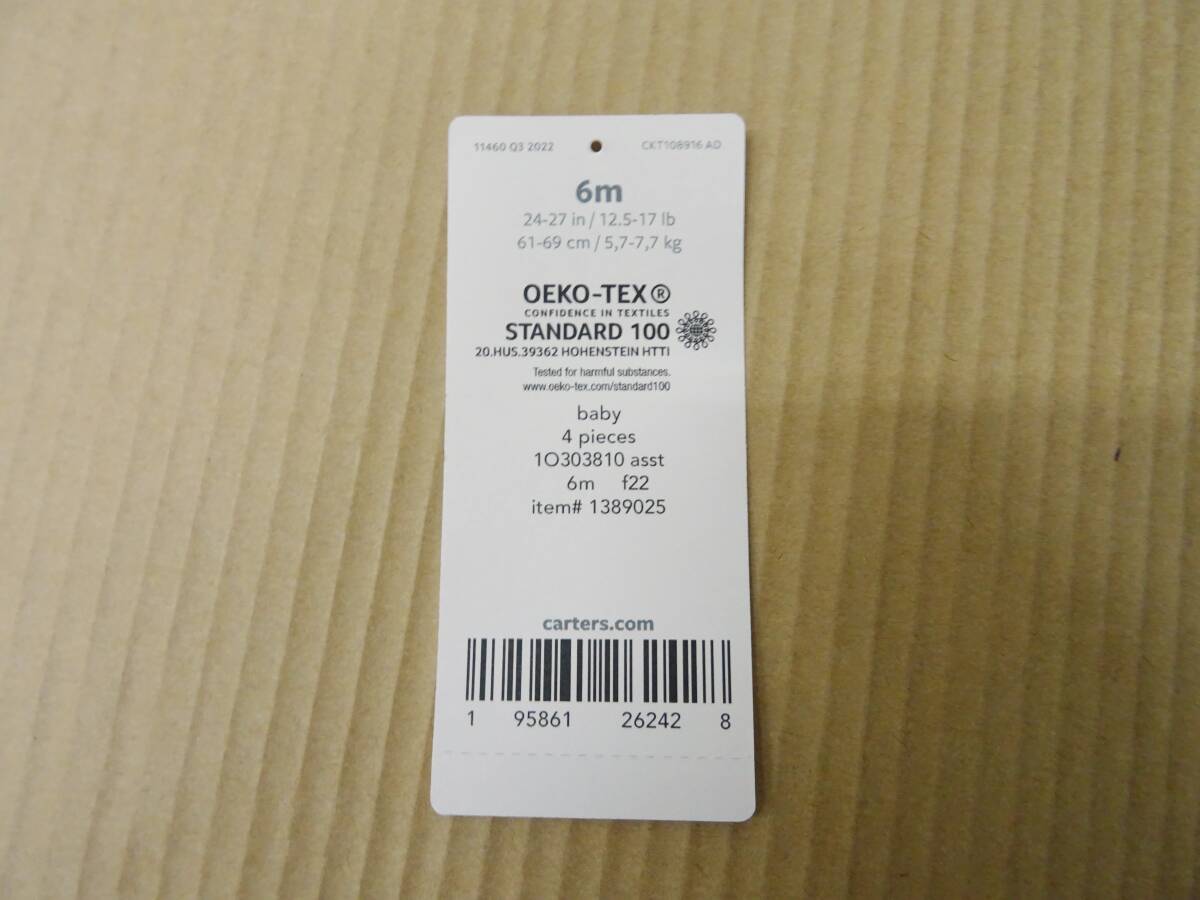 11460 Q3 2022 CKT108916 AD
6m
24-27 in / 12.5-17 lb
61-69 cm / 5,7-7,7 kg
OEKO-TEX®
CONFIDENCE IN TEXTILES
STANDARD 100
20.HUS.39362 HOHENSTEIN HTTI
Tested for harmful substances.
www.oeko-tex.com/standard100
baby
4 pieces
1O303810 asst
6m f22
item# 1389025
carters.com
1 95861 26242 8